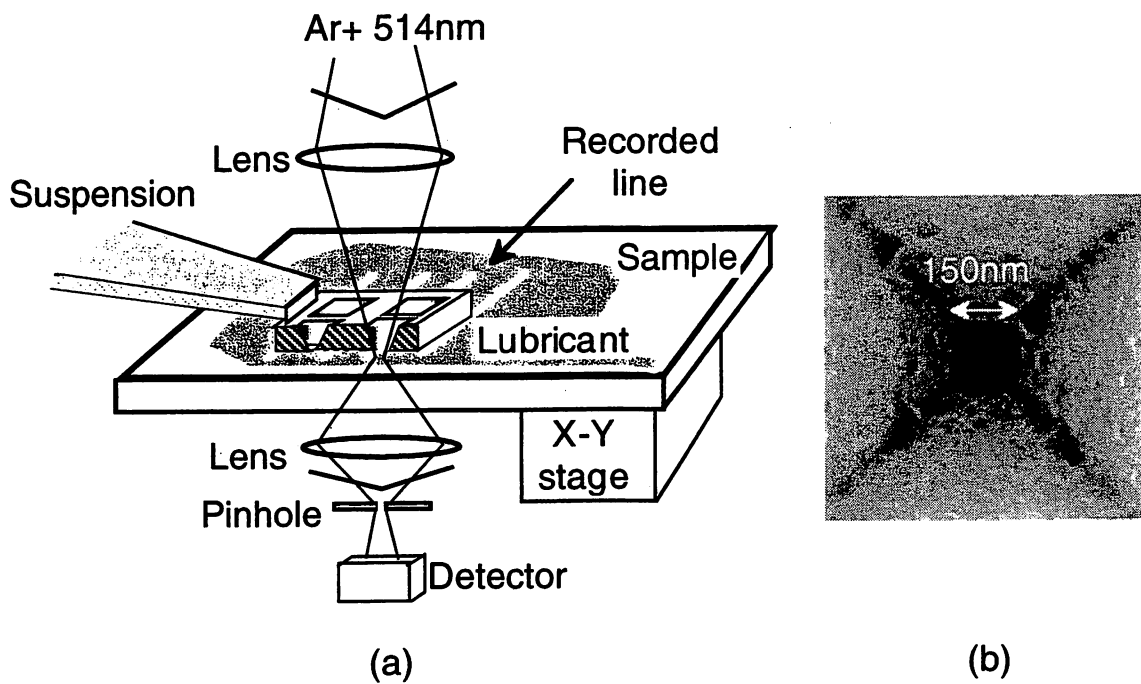 Ar+ 514nm
Lens
Recorded
line
Suspension
Sample
150nm
Lubricant
Lens
X-Y
stage
Pinhole
Detector
(a)
(b)